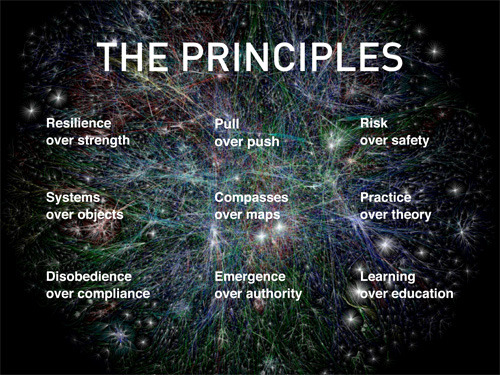 THE PRINCIPLES
Resilience
over strength
Pull
over push
Risk
over safety
Systems
over objects
Compasses
over maps
Practice
over theory
Disobedience
over compliance
Emergence
over authority
Learning
over education